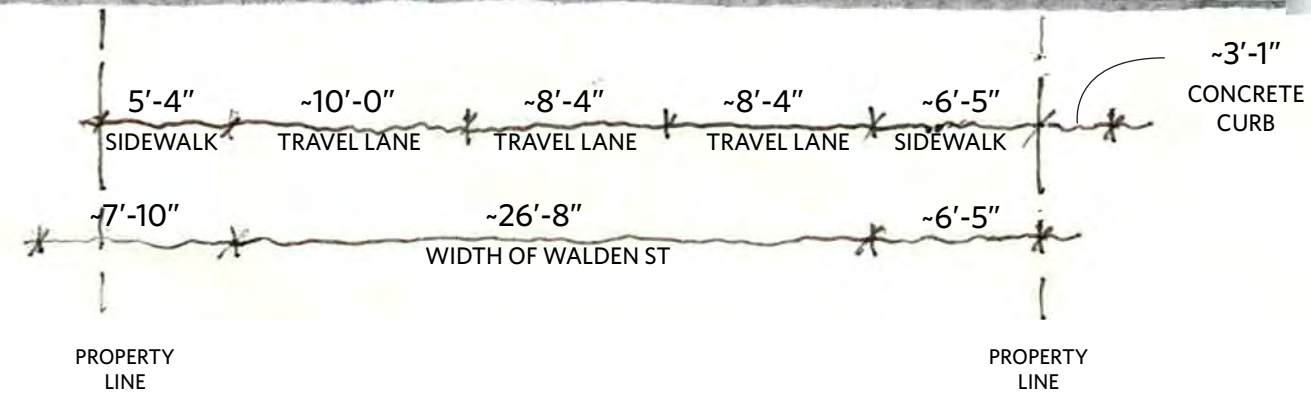 ~3'-1"
CONCRETE
CURB
5'-4" ~10'-0" ~8'-4" ~8'-4" ~6'-5"
SIDEWALK TRAVEL LANE TRAVEL LANE TRAVEL LANE SIDEWALK
~7'-10" ~26'-8" ~6'-5"
WIDTH OF WALDEN ST
PROPERTY
LINE
PROPERTY
LINE